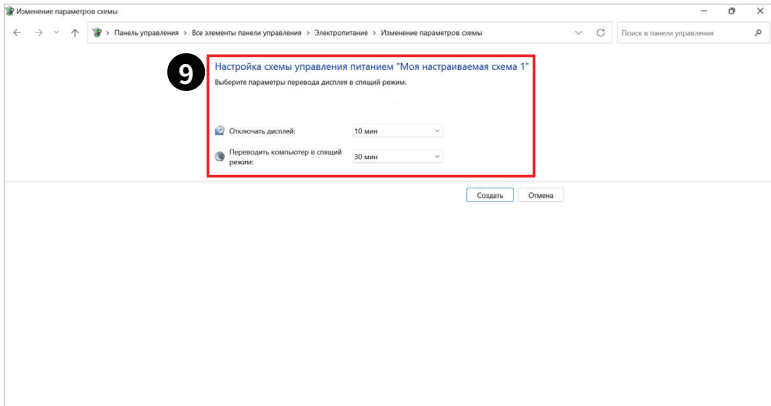 Изменение параметров схемы
Панель управления › Все элементы панели управления › Электропитание › Изменение параметров схемы
Поиск в панели управления
9
Настройка схемы управления питанием "Моя настраиваемая схема 1"
Выберите параметры перевода дисплея в спящий режим.
Отключать дисплей: 10 мин
Переводить компьютер в спящий
режим: 30 мин
Создать Отмена